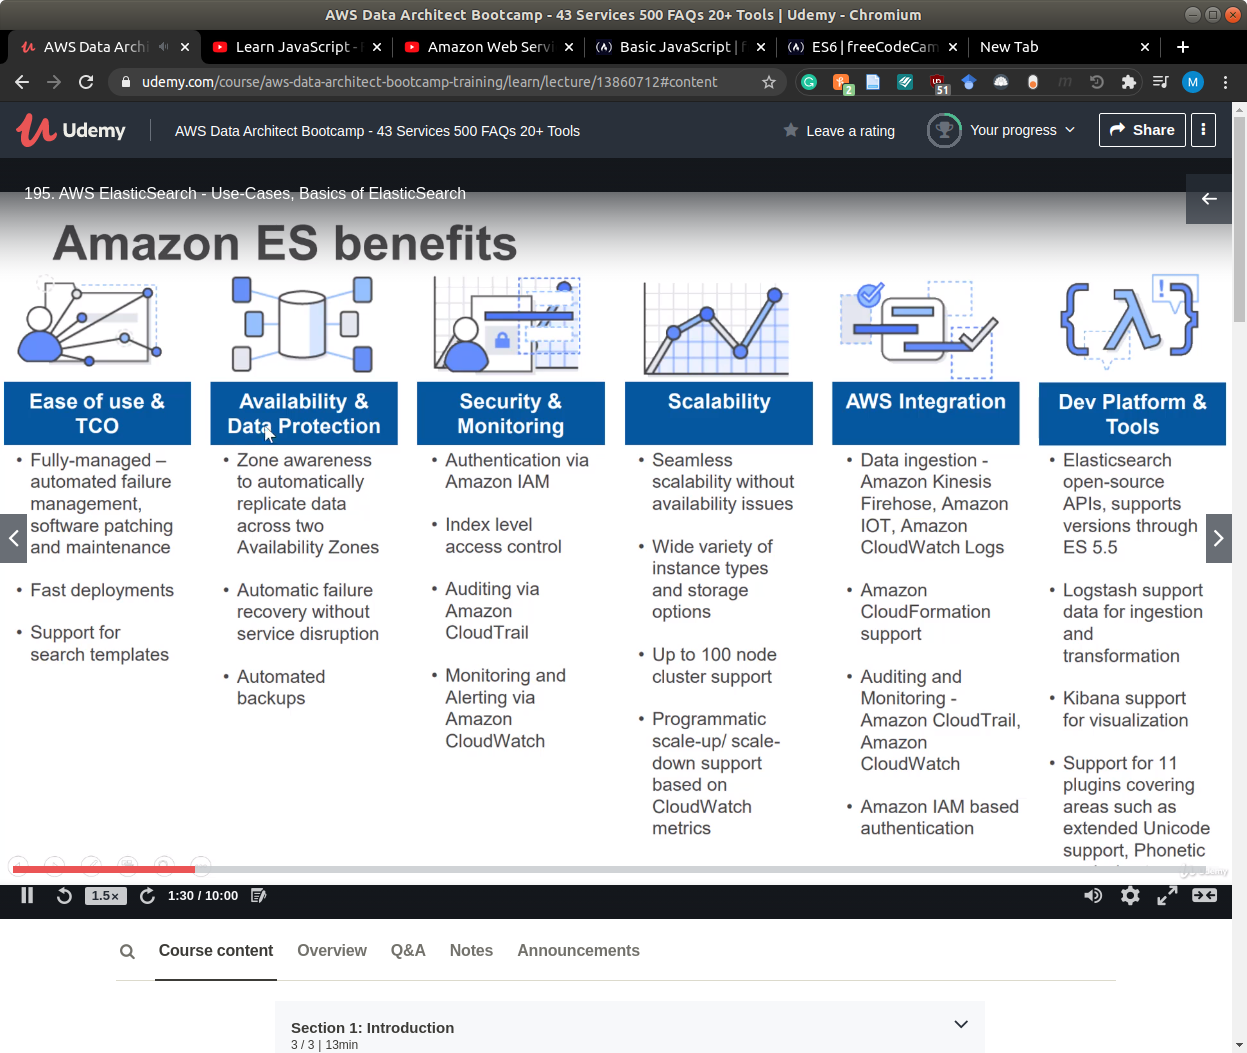 AWS Data Architect Bootcamp - 43 Services 500 FAQs 20+ Tools | Udemy - Chromium
AWS Data Archi
Learn JavaScript -
Amazon Web Servi
Basic JavaScript | f
ES6 | freeCodeCam
New Tab
udemy.com/course/aws-data-architect-bootcamp-training/learn/lecture/13860712#content
2
51
M
Udemy
AWS Data Architect Bootcamp - 43 Services 500 FAQs 20+ Tools
Leave a rating
Your progress
Share
195. AWS ElasticSearch - Use-Cases, Basics of ElasticSearch
Amazon ES benefits
Ease of use &
TCO
• Fully-managed –
automated failure
management,
software patching
and maintenance
• Fast deployments
• Support for
search templates
Availability &
Data Protection
• Zone awareness
to automatically
replicate data
across two
Availability Zones
• Automatic failure
recovery without
service disruption
• Automated
backups
Security &
Monitoring
• Authentication via
Amazon IAM
• Index level
access control
• Auditing via
Amazon
CloudTrail
• Monitoring and
Alerting via
Amazon
CloudWatch
Scalability
• Seamless
scalability without
availability issues
• Wide variety of
instance types
and storage
options
• Up to 100 node
cluster support
• Programmatic
scale-up/ scale-
down support
based on
CloudWatch
metrics
AWS Integration
• Data ingestion -
Amazon Kinesis
Firehose, Amazon
IOT, Amazon
CloudWatch Logs
• Amazon
CloudFormation
support
• Auditing and
Monitoring -
Amazon CloudTrail,
Amazon
CloudWatch
• Amazon IAM based
authentication
Dev Platform &
Tools
• Elasticsearch
open-source
APIs, supports
versions through
ES 5.5
• Logstash support
data for ingestion
and
transformation
• Kibana support
for visualization
• Support for 11
plugins covering
areas such as
extended Unicode
support, Phonetic
Udemy
1.5×
1:30 / 10:00
Course content
Overview
Q&A
Notes
Announcements
Section 1: Introduction
3 / 3 | 13min